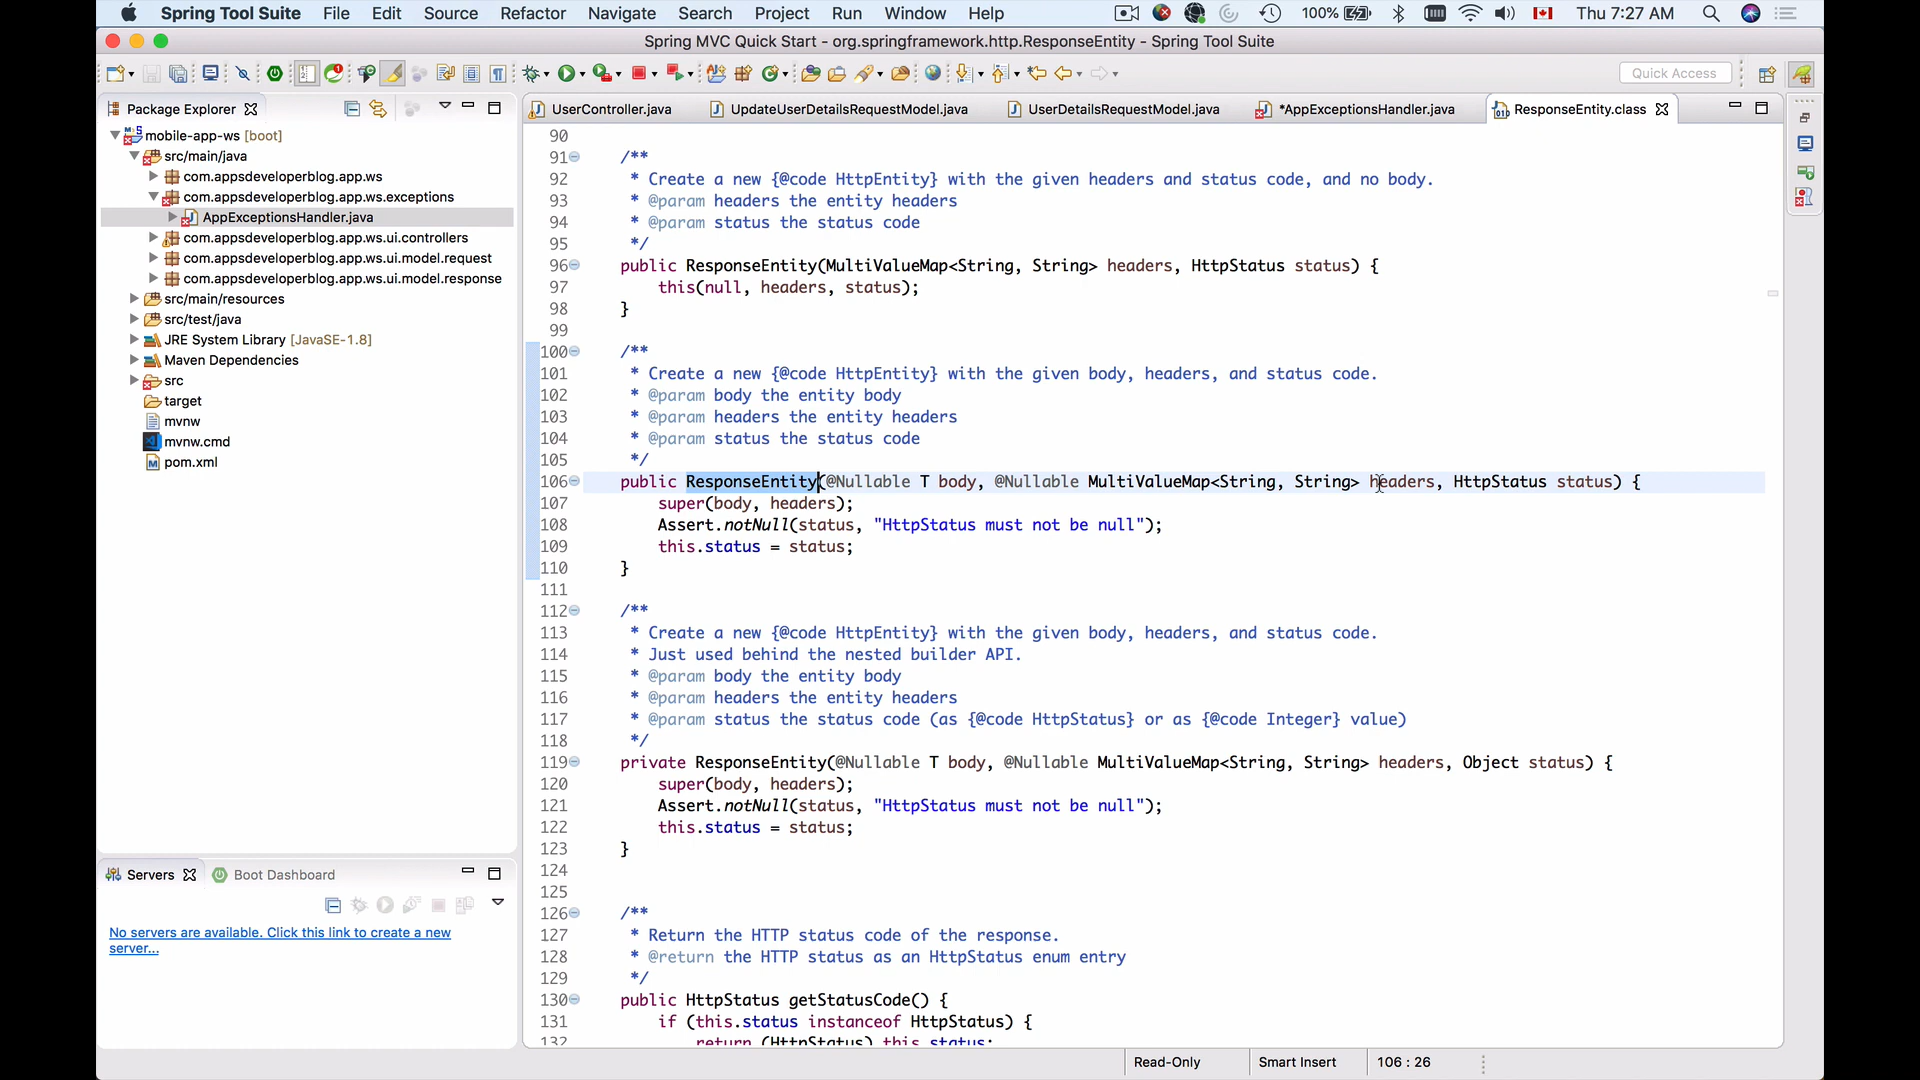 Spring Tool Suite File Edit Source Refactor Navigate Search Project Run Window Help 100% Thu 7:27 AM
Spring MVC Quick Start - org.springframework.http.ResponseEntity - Spring Tool Suite
Quick Access
Package Explorer
mobile-app-ws [boot]
src/main/java
com.appsdeveloperblog.app.ws
com.appsdeveloperblog.app.ws.exceptions
AppExceptionsHandler.java
com.appsdeveloperblog.app.ws.ui.controllers
com.appsdeveloperblog.app.ws.ui.model.request
com.appsdeveloperblog.app.ws.ui.model.response
src/main/resources
src/test/java
JRE System Library [JavaSE-1.8]
Maven Dependencies
src
target
mvnw
mvnw.cmd
pom.xml
Servers Boot Dashboard
No servers are available. Click this link to create a new
server...
UserController.java UpdateUserDetailsRequestModel.java UserDetailsRequestModel.java *AppExceptionsHandler.java ResponseEntity.class
90
91 /**
92 * Create a new {@code HttpEntity} with the given headers and status code, and no body.
93 * @param headers the entity headers
94 * @param status the status code
95 */
96 public ResponseEntity(MultiValueMap<String, String> headers, HttpStatus status) {
97 this(null, headers, status);
98 }
99
100 /**
101 * Create a new {@code HttpEntity} with the given body, headers, and status code.
102 * @param body the entity body
103 * @param headers the entity headers
104 * @param status the status code
105 */
106 public ResponseEntity(@Nullable T body, @Nullable MultiValueMap<String, String> headers, HttpStatus status) {
107 super(body, headers);
108 Assert.notNull(status, "HttpStatus must not be null");
109 this.status = status;
110 }
111
112 /**
113 * Create a new {@code HttpEntity} with the given body, headers, and status code.
114 * Just used behind the nested builder API.
115 * @param body the entity body
116 * @param headers the entity headers
117 * @param status the status code (as {@code HttpStatus} or as {@code Integer} value)
118 */
119 private ResponseEntity(@Nullable T body, @Nullable MultiValueMap<String, String> headers, Object status) {
120 super(body, headers);
121 Assert.notNull(status, "HttpStatus must not be null");
122 this.status = status;
123 }
124
125
126 /**
127 * Return the HTTP status code of the response.
128 * @return the HTTP status as an HttpStatus enum entry
129 */
130 public HttpStatus getStatusCode() {
131 if (this.status instanceof HttpStatus) {
132 return (HttpStatus) this.status;
Read-Only Smart Insert 106 : 26